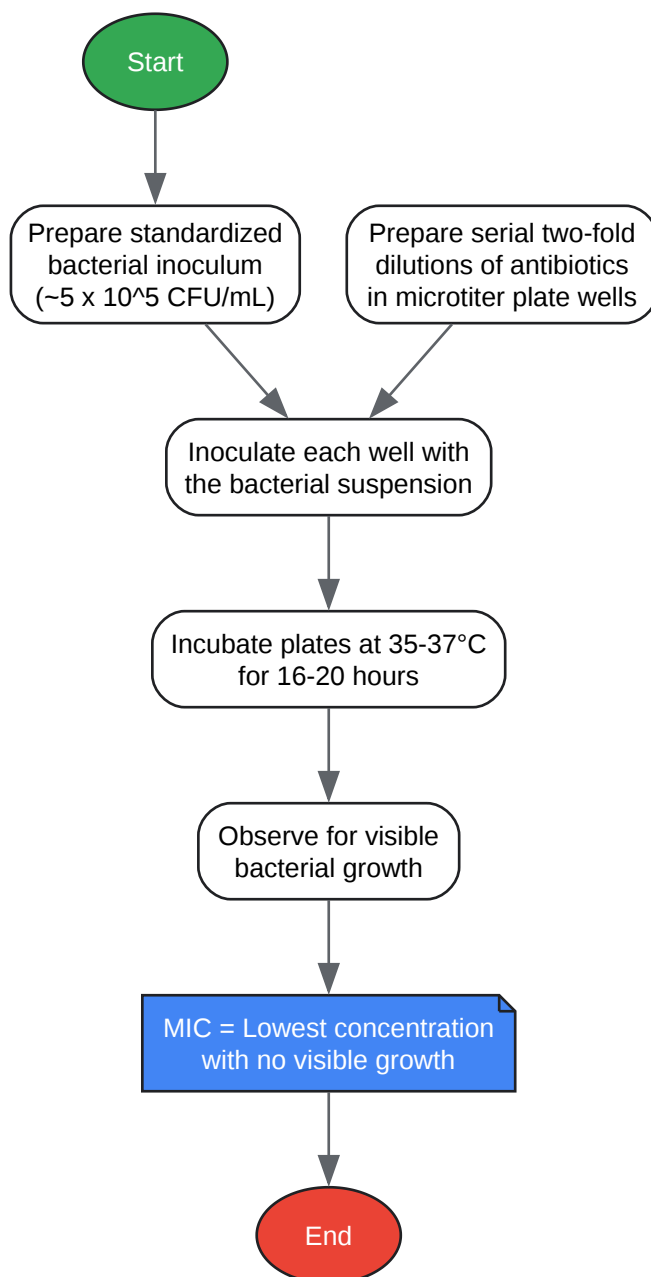 Start
Prepare standardized
bacterial inoculum
(~5 x 10^5 CFU/mL)
Prepare serial two-fold
dilutions of antibiotics
in microtiter plate wells
Inoculate each well with
the bacterial suspension
Incubate plates at 35-37°C
for 16-20 hours
Observe for visible
bacterial growth
MIC = Lowest concentration
with no visible growth
End